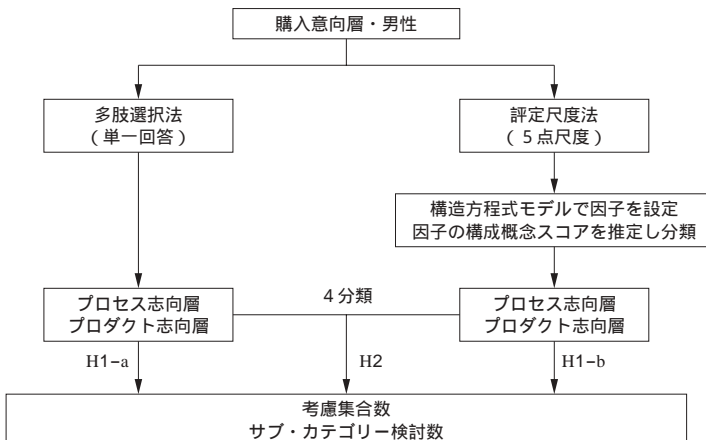 購入意向層・男性
多肢選択法
(単一回答)
評定尺度法
(5点尺度)
構造方程式モデルで因子を設定
因子の構成概念スコアを推定し分類
プロセス志向層
プロダクト志向層
4分類
プロセス志向層
プロダクト志向層
H1-a
H2
H1-b
考慮集合数
サブ・カテゴリー検討数